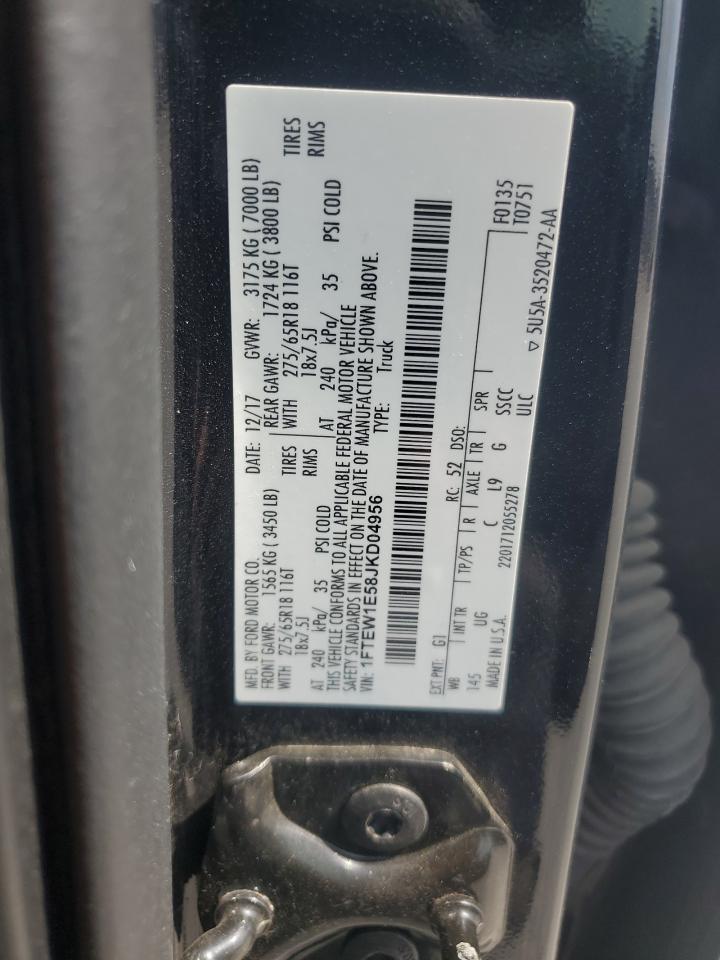 MFD. BY FORD MOTOR CO.
DATE: 12/17 GVWR: 3175 KG ( 7000 LB)
FRONT GAWR: 1565 KG ( 3450 LB)
REAR GAWR: 1724 KG ( 3800 LB)
WITH 275/65R18 116T TIRES
WITH 275/65R18 116T TIRES
18x7.5J RIMS
18x7.5J RIMS
AT 240 kPa/ 35 PSI COLD
AT 240 kPa/ 35 PSI COLD
THIS VEHICLE CONFORMS TO ALL APPLICABLE FEDERAL MOTOR VEHICLE
SAFETY STANDARDS IN EFFECT ON THE DATE OF MANUFACTURE SHOWN ABOVE.
VIN: 1FTEW1E58JKD04956
TYPE: Truck
F0135
T0751
EXT PNT: G1 RC: 52 DSO:
WB INT TR TP/PS R AXLE TR SPR
145 UG C L9 G SSCC
MADE IN U.S.A. 2201712055278 ULC
▽ 5U5A-3520472-AA